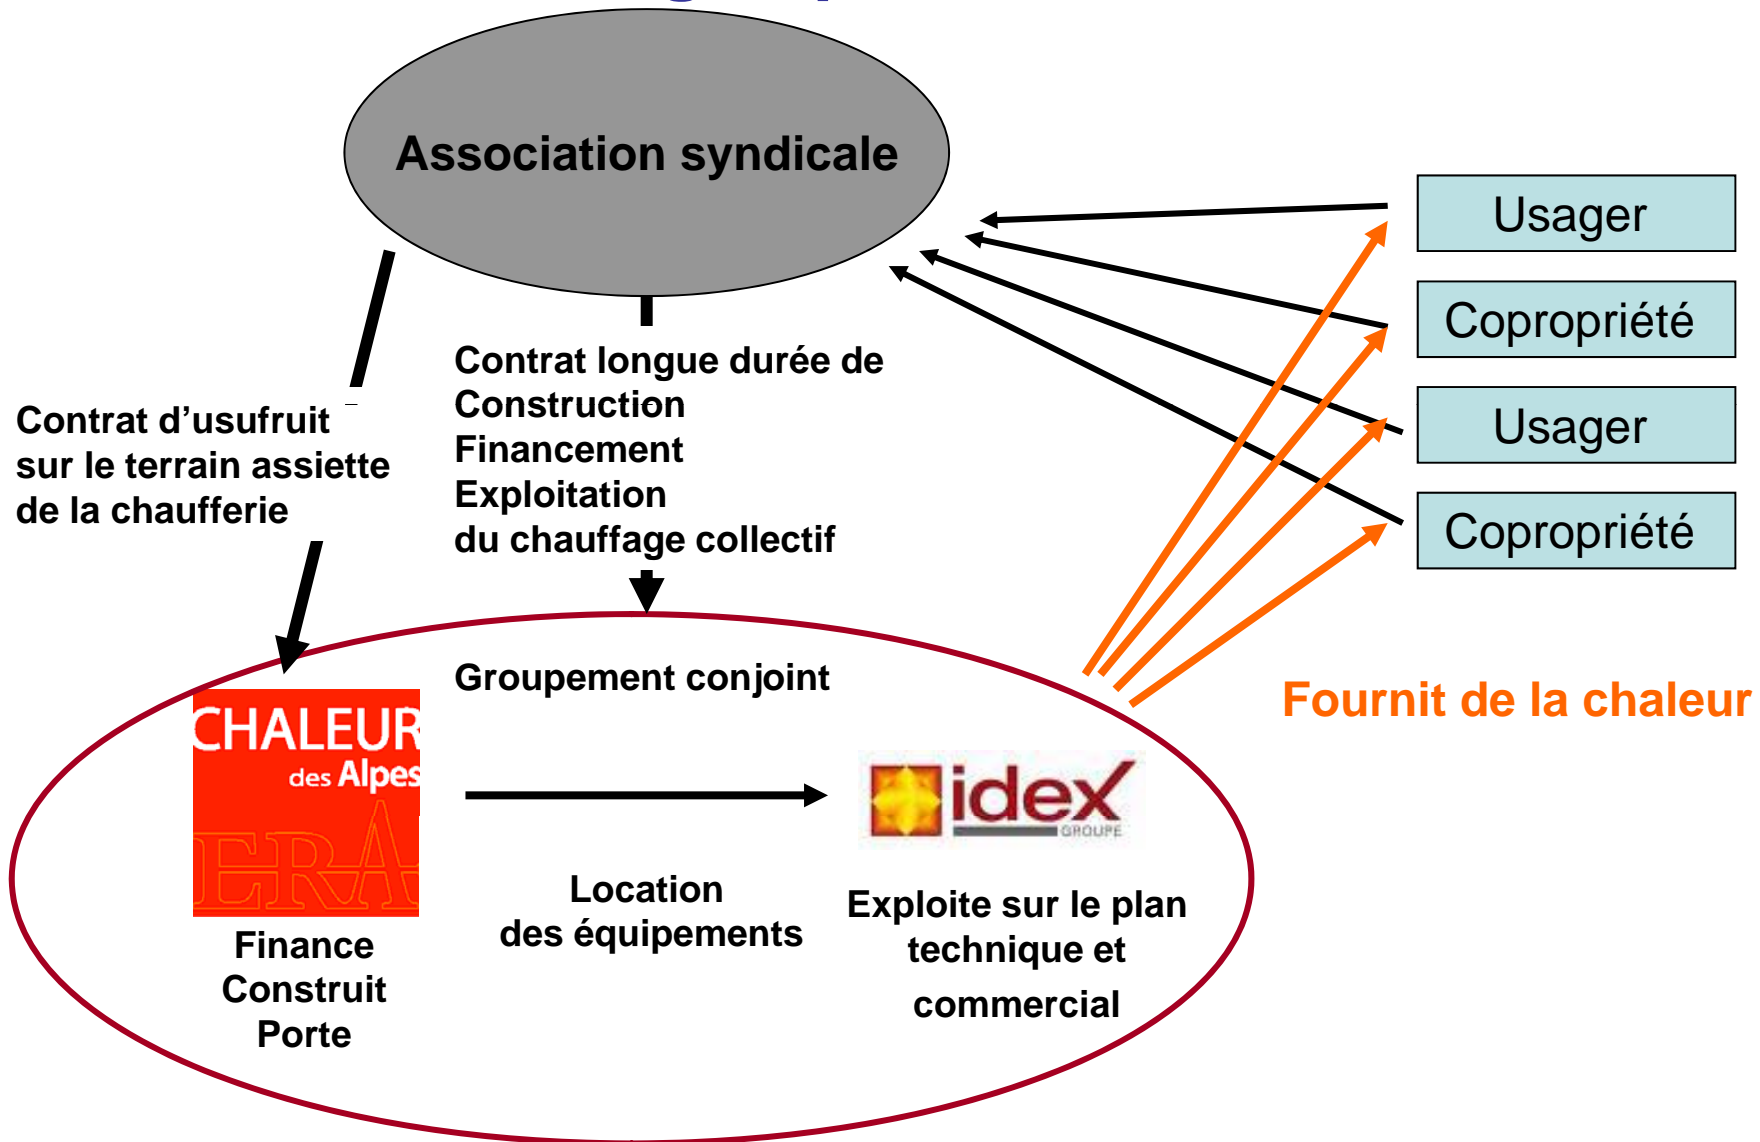 Association syndicale
Usager
Copropriété
Usager
Copropriété
Contrat d’usufruit
sur le terrain assiette
de la chaufferie
Contrat longue durée de
Construction
Financement
Exploitation
du chauffage collectif
Groupement conjoint
Fournit de la chaleur
CHALEUR
des Alpes
ERA
idex
GROUPE
Location
des équipements
Finance
Construit
Porte
Exploite sur le plan
technique et
commercial